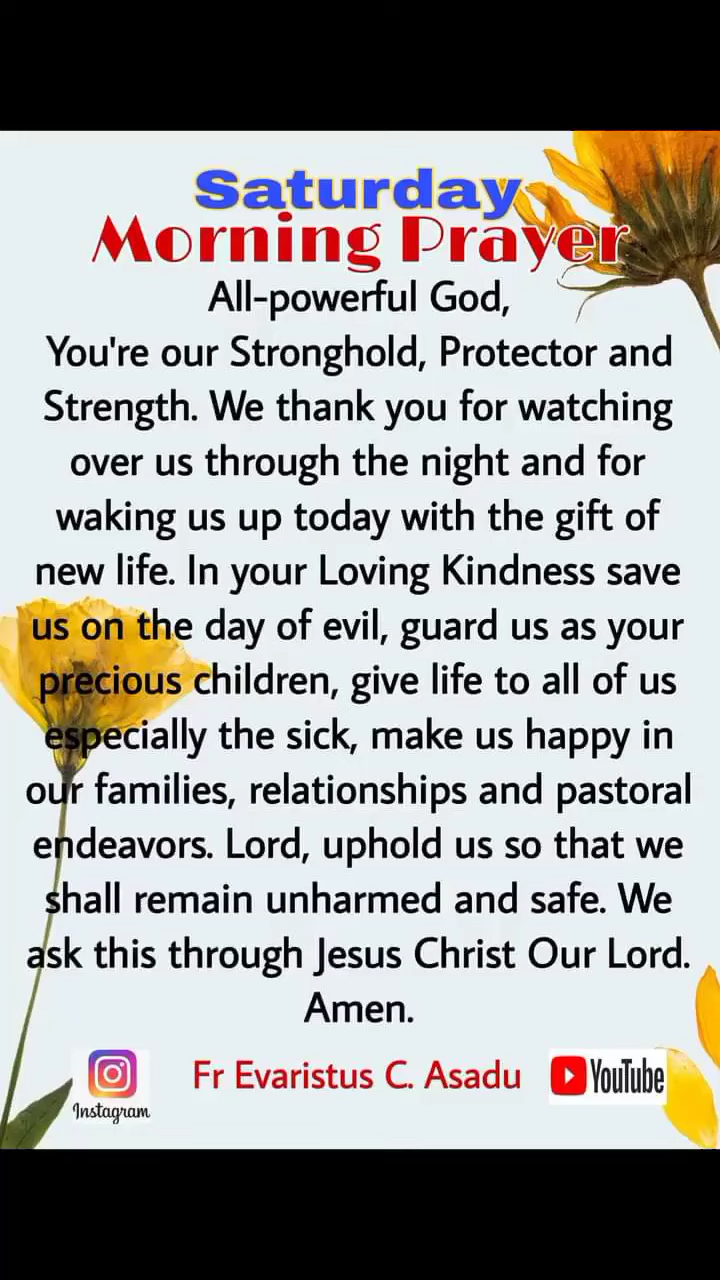 Saturday
Morning Prayer
All-powerful God,
You're our Stronghold, Protector and
Strength. We thank you for watching
over us through the night and for
waking us up today with the gift of
new life. In your Loving Kindness save
us on the day of evil, guard us as your
precious children, give life to all of us
especially the sick, make us happy in
our families, relationships and pastoral
endeavors. Lord, uphold us so that we
shall remain unharmed and safe. We
ask this through Jesus Christ Our Lord.
Amen.
Instagram
Fr Evaristus C. Asadu
YouTube